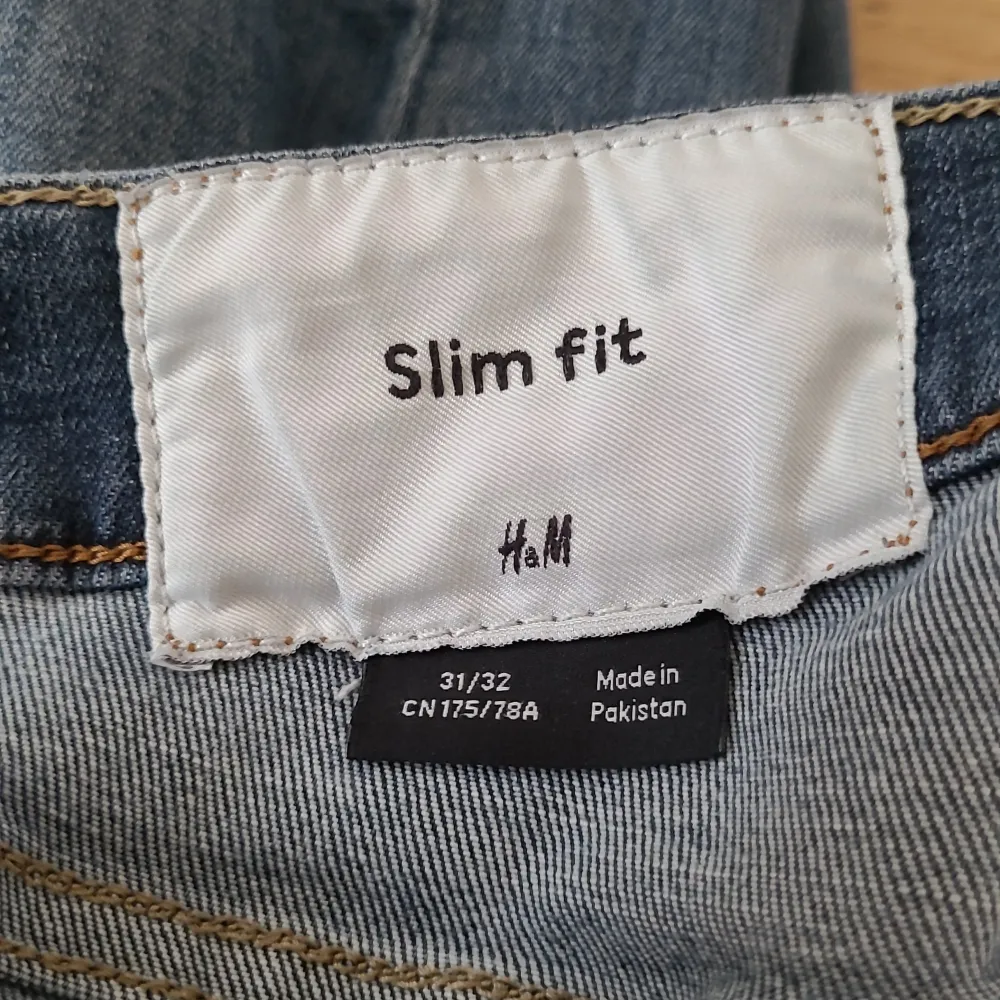 Slim fit
H&M
31/32
CN175/78A
Made in
Pakistan